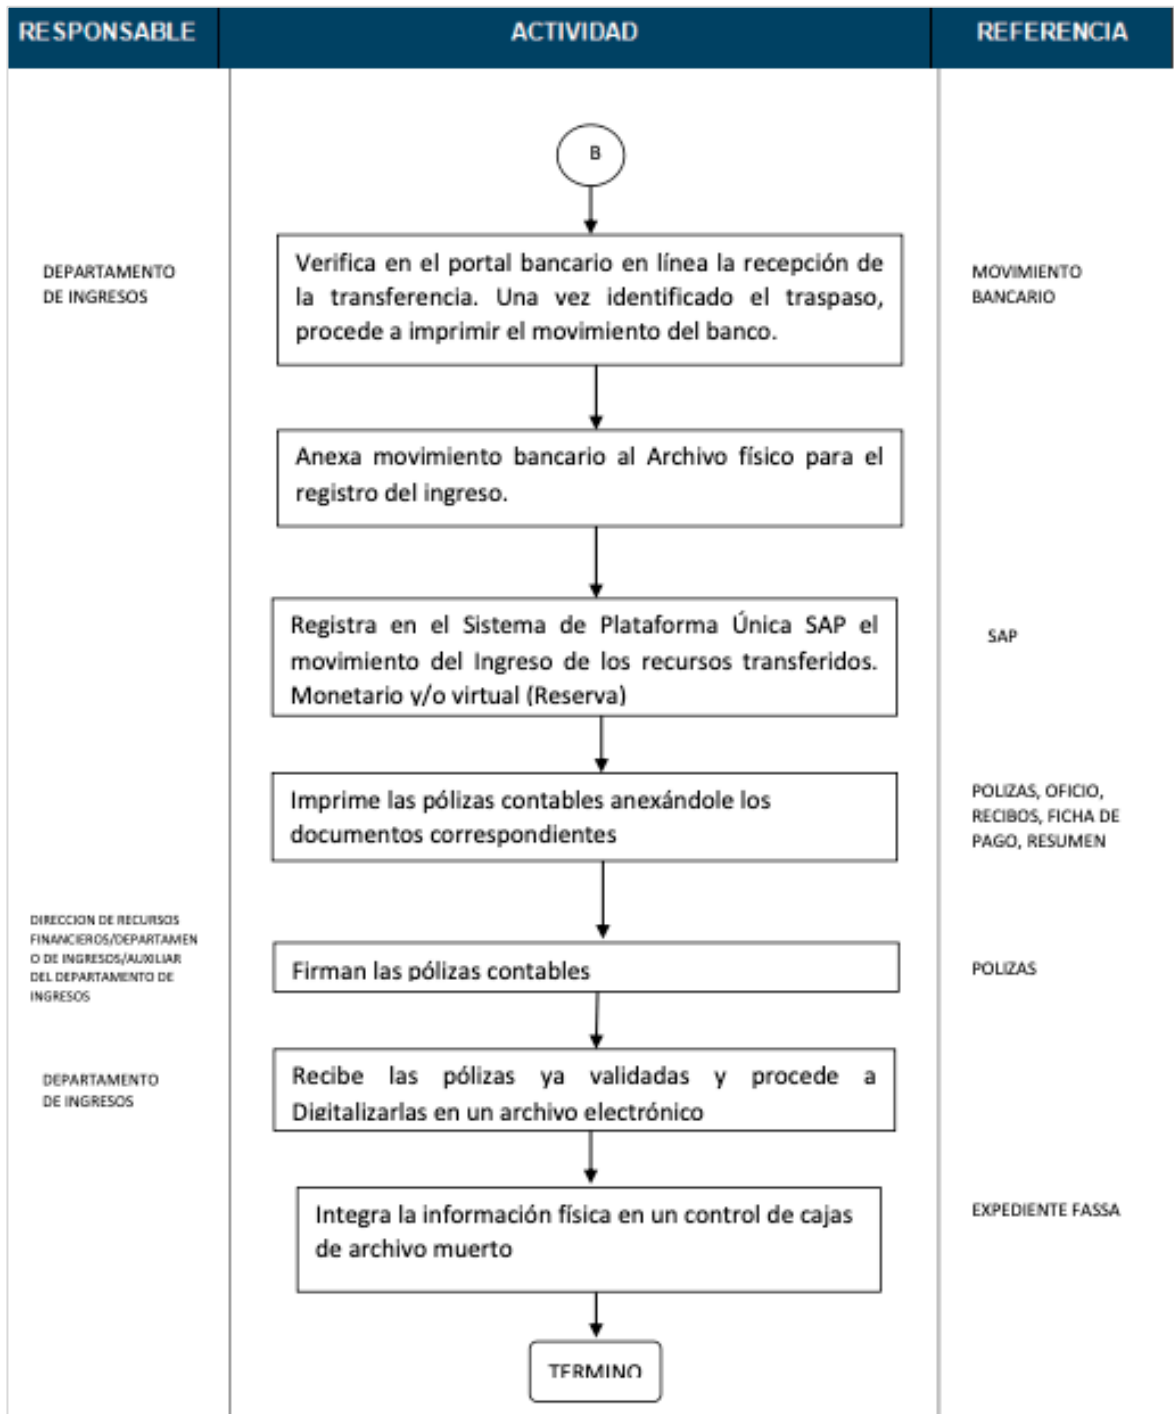 RESPONSABLE
ACTIVIDAD
REFERENCIA
B
DEPARTAMENTO
DE INGRESOS
Verifica en el portal bancario en línea la recepción de
la transferencia. Una vez identificado el traspaso,
procede a imprimir el movimiento del banco.
MOVIMIENTO
BANCARIO
Anexa movimiento bancario al Archivo físico para el
registro del ingreso.
Registra en el Sistema de Plataforma Única SAP el
movimiento del Ingreso de los recursos transferidos.
Monetario y/o virtual (Reserva)
SAP
Imprime las pólizas contables anexándole los
documentos correspondientes
POLIZAS, OFICIO,
RECIBOS, FICHA DE
PAGO, RESUMEN
DIRECCION DE RECURSOS
FINANCIEROS/DEPARTAMEN
O DE INGRESOS/AUXILIAR
DEL DEPARTAMENTO DE
INGRESOS
Firman las pólizas contables
POLIZAS
DEPARTAMENTO
DE INGRESOS
Recibe las pólizas ya validadas y procede a
Digitalizarlas en un archivo electrónico
Integra la información física en un control de cajas
de archivo muerto
EXPEDIENTE FASSA
TERMINO